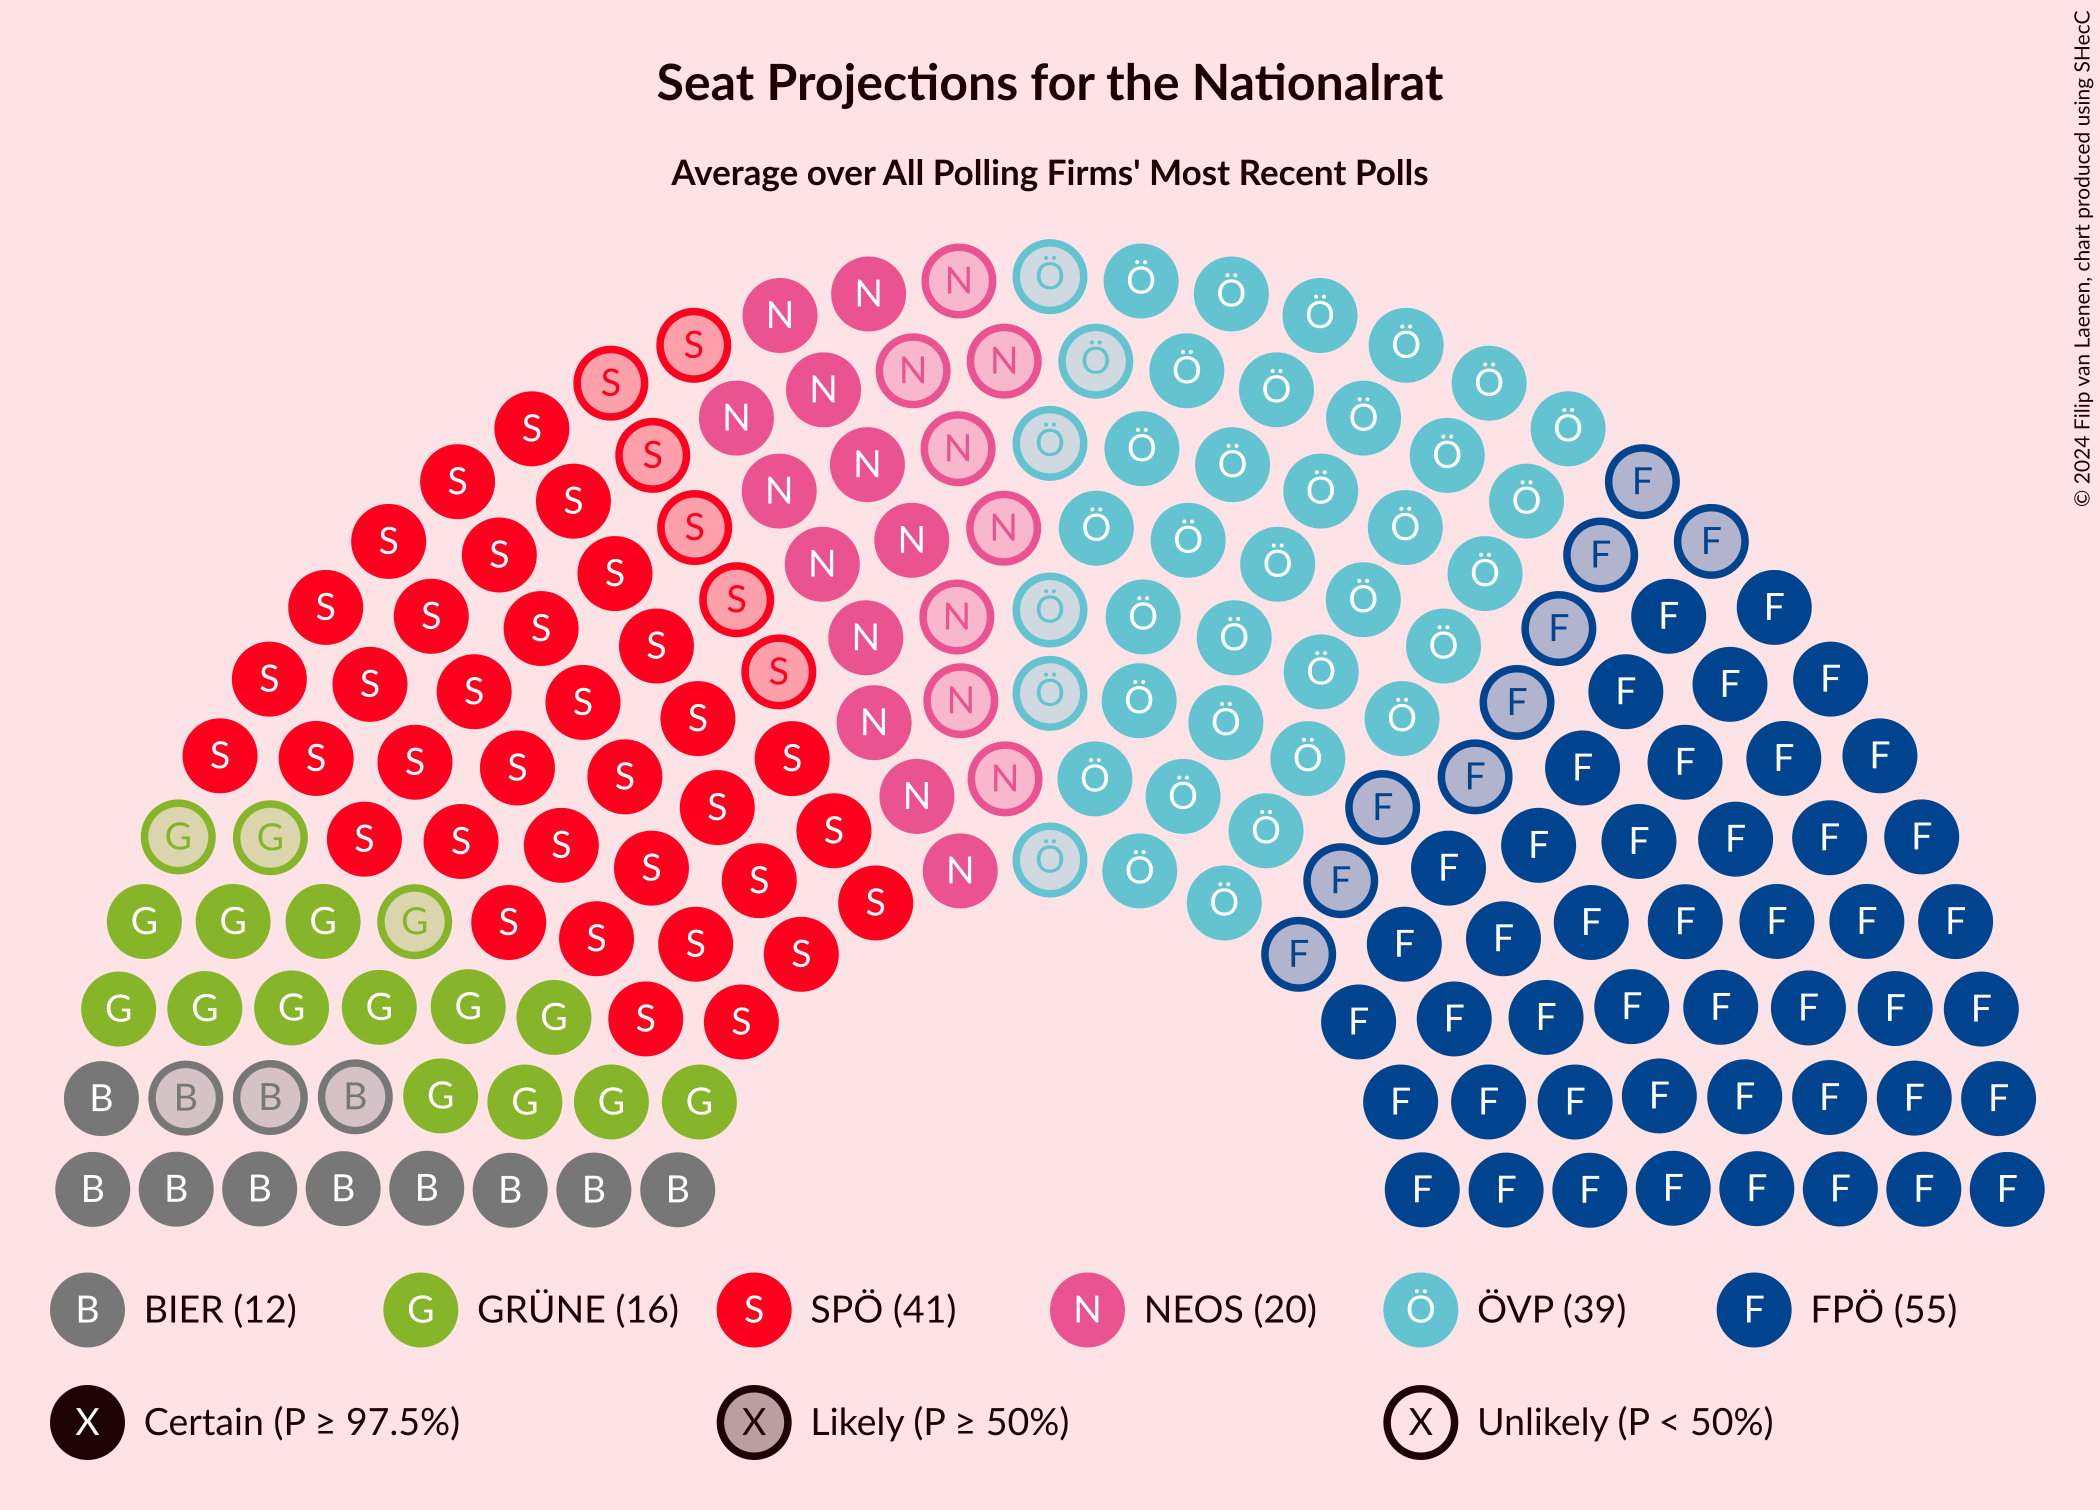 Seat Projections for the Nationalrat
Average over All Polling Firms' Most Recent Polls
© 2024 Filip van Laenen, chart produced using SHecC
B B B B B B B B B B B B
G G G G G G G G G G G G G G G G
S S S S S S S S S S S S S S S S S S S S S S S S S S S S S S S S S S S S S S S S S
N N N N N N N N N N N N N N N N N N N N
Ö Ö Ö Ö Ö Ö Ö Ö Ö Ö Ö Ö Ö Ö Ö Ö Ö Ö Ö Ö Ö Ö Ö Ö Ö Ö Ö Ö Ö Ö Ö Ö Ö Ö Ö Ö Ö Ö Ö
F F F F F F F F F F F F F F F F F F F F F F F F F F F F F F F F F F F F F F F F F F F F F F F F F F F F F F F
B BIER (12) G GRÜNE (16) S SPÖ (41) N NEOS (20) Ö ÖVP (39) F FPÖ (55)
X Certain (P ≥ 97.5%) X Likely (P ≥ 50%) X Unlikely (P < 50%)